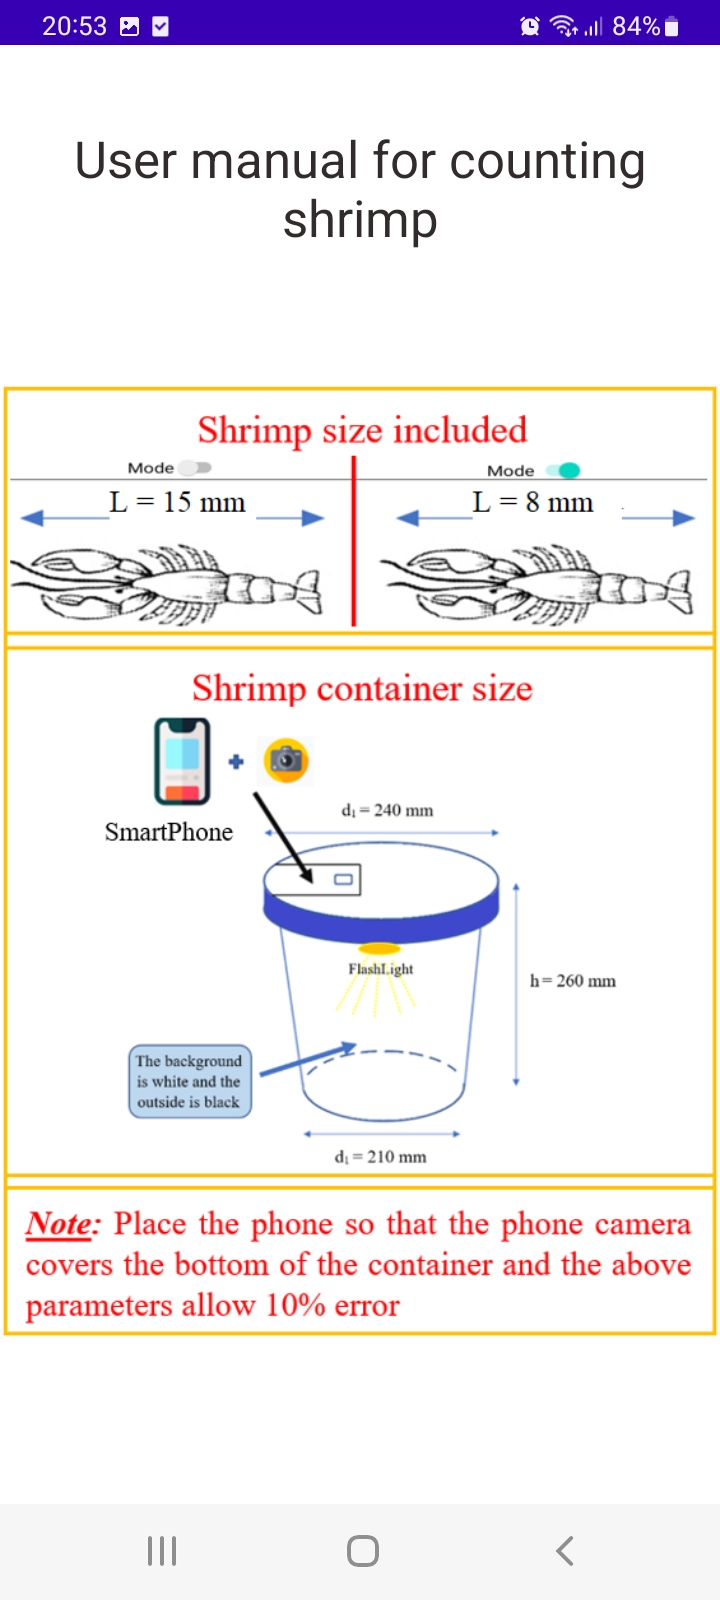 20:53
84%
User manual for counting
shrimp
Shrimp size included
Mode
Mode
L = 15 mm
L = 8 mm
Shrimp container size
SmartPhone
d₁ = 240 mm
FlashLight
h = 260 mm
The background
is white and the
outside is black
d₁ = 210 mm
Note: Place the phone so that the phone camera
covers the bottom of the container and the above
parameters allow 10% error